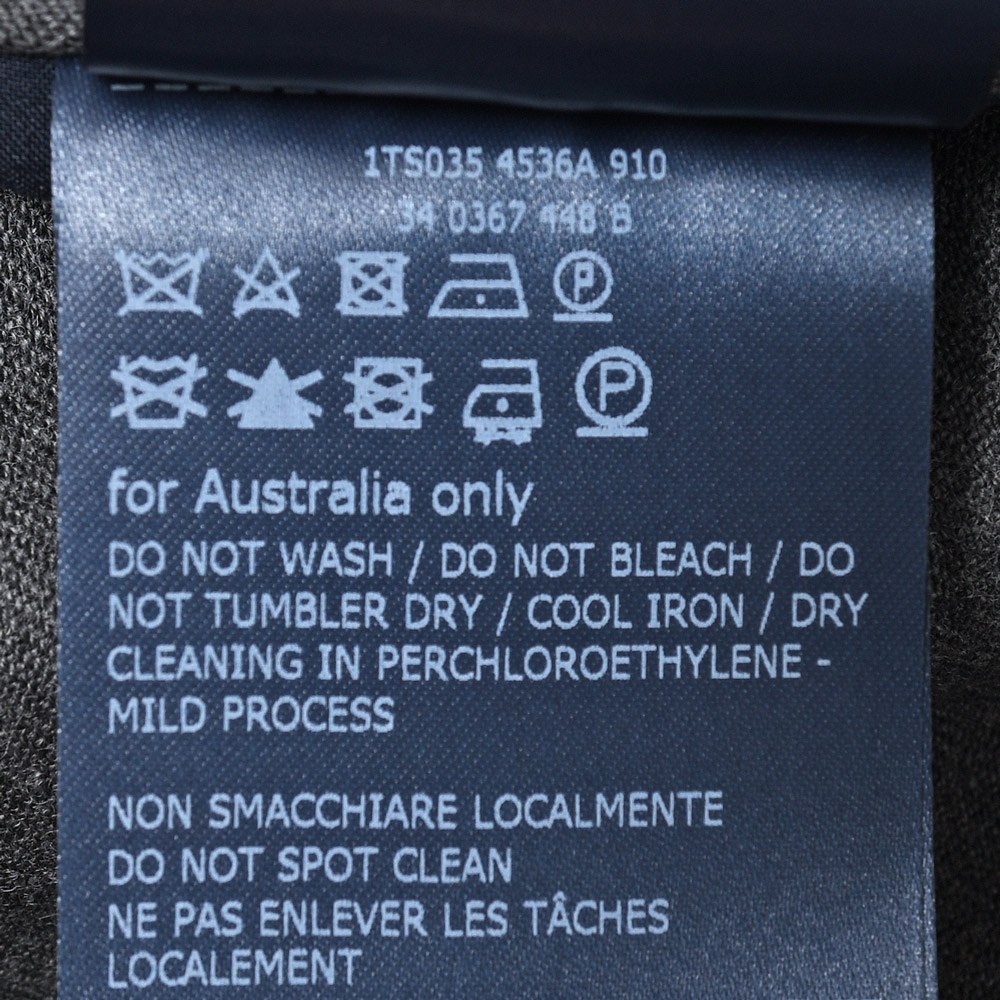 1TS035 4536A 910
34 0367 448 B
P
P
for Australia only
DO NOT WASH / DO NOT BLEACH / DO
NOT TUMBLER DRY / COOL IRON / DRY
CLEANING IN PERCHLOROETHYLENE -
MILD PROCESS
NON SMACCHIARE LOCALMENTE
DO NOT SPOT CLEAN
NE PAS ENLEVER LES TÂCHES
LOCALEMENT